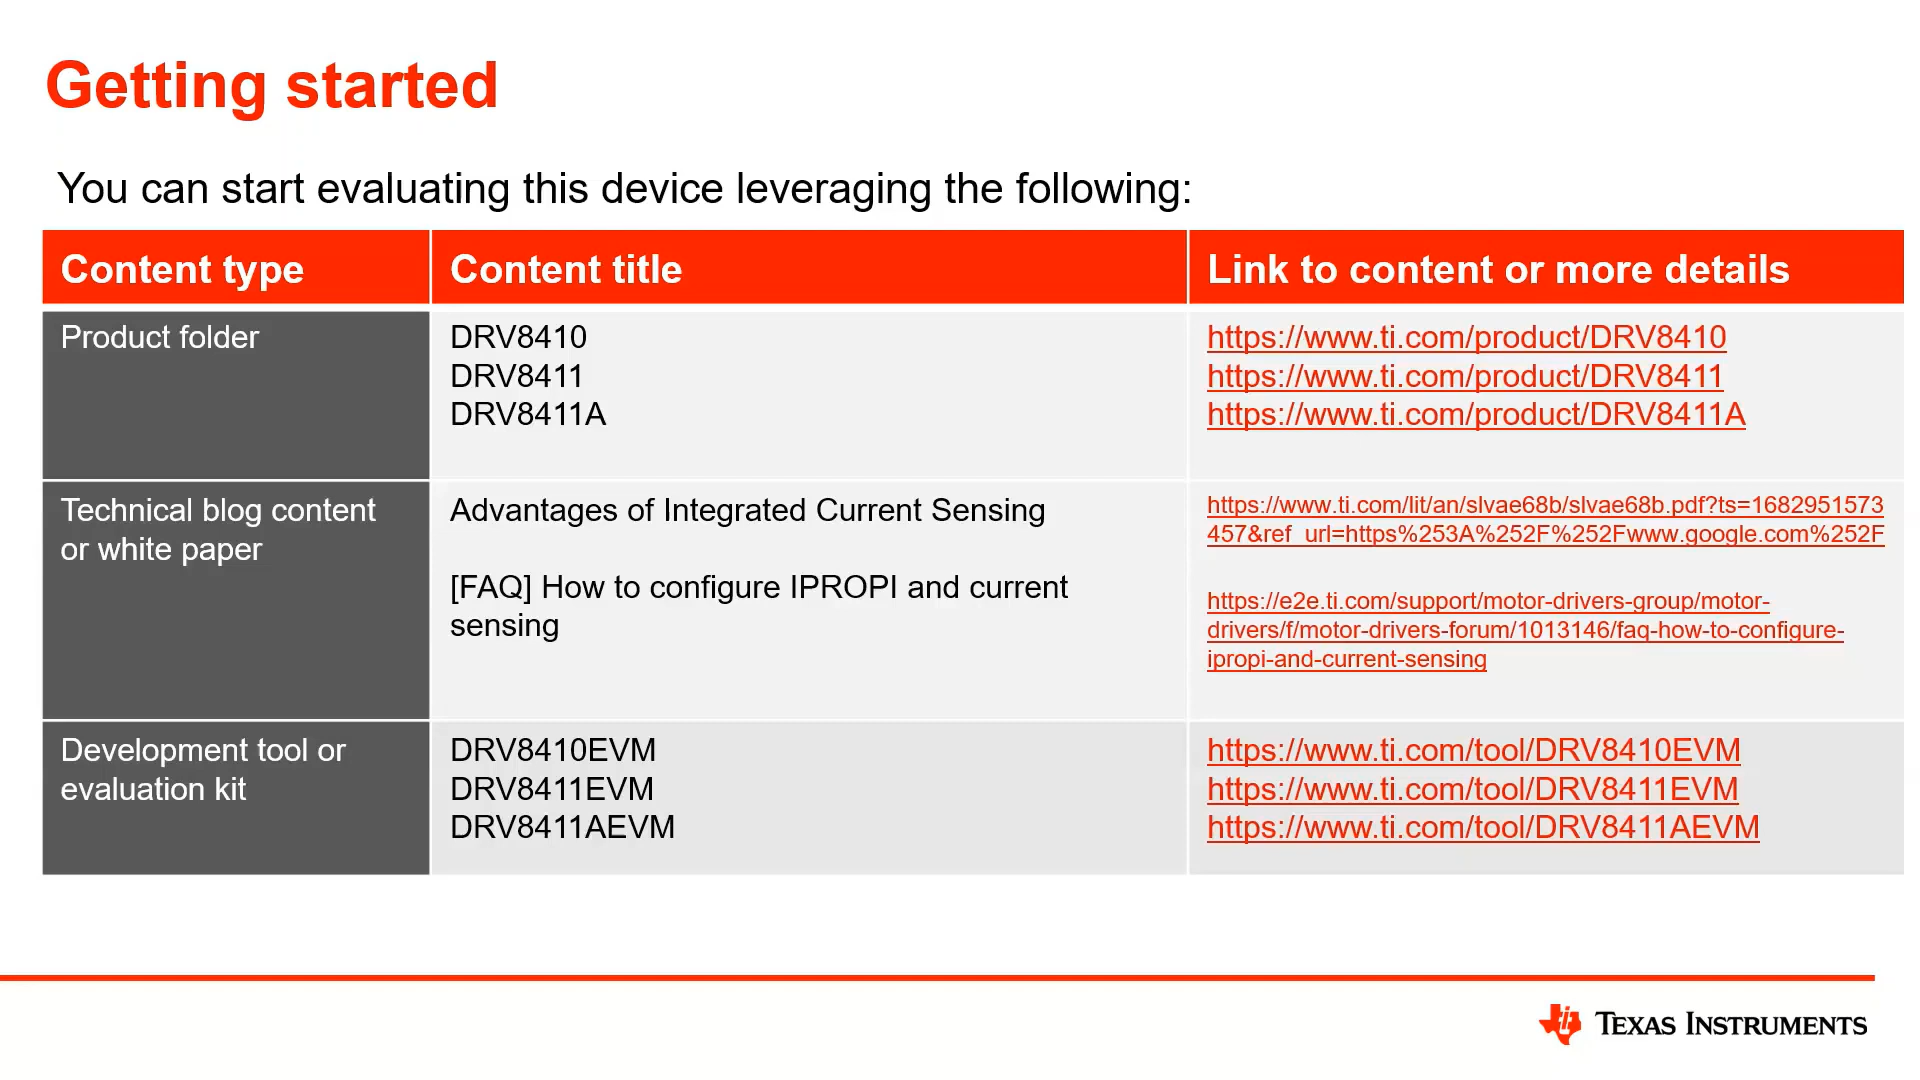 Getting started
You can start evaluating this device leveraging the following:
Content type
Content title
Link to content or more details
Product folder
DRV8410
DRV8411
DRV8411A
https://www.ti.com/product/DRV8410
https://www.ti.com/product/DRV8411
https://www.ti.com/product/DRV8411A
Technical blog content
or white paper
Advantages of Integrated Current Sensing
[FAQ] How to configure IPROPI and current
sensing
https://www.ti.com/lit/an/slvae68b/slvae68b.pdf?ts=1682951573
457&ref_url=https%253A%252F%252Fwww.google.com%252F
https://e2e.ti.com/support/motor-drivers-group/motor-
drivers/f/motor-drivers-forum/1013146/faq-how-to-configure-
ipropi-and-current-sensing
Development tool or
evaluation kit
DRV8410EVM
DRV8411EVM
DRV8411AEVM
https://www.ti.com/tool/DRV8410EVM
https://www.ti.com/tool/DRV8411EVM
https://www.ti.com/tool/DRV8411AEVM
TEXAS INSTRUMENTS